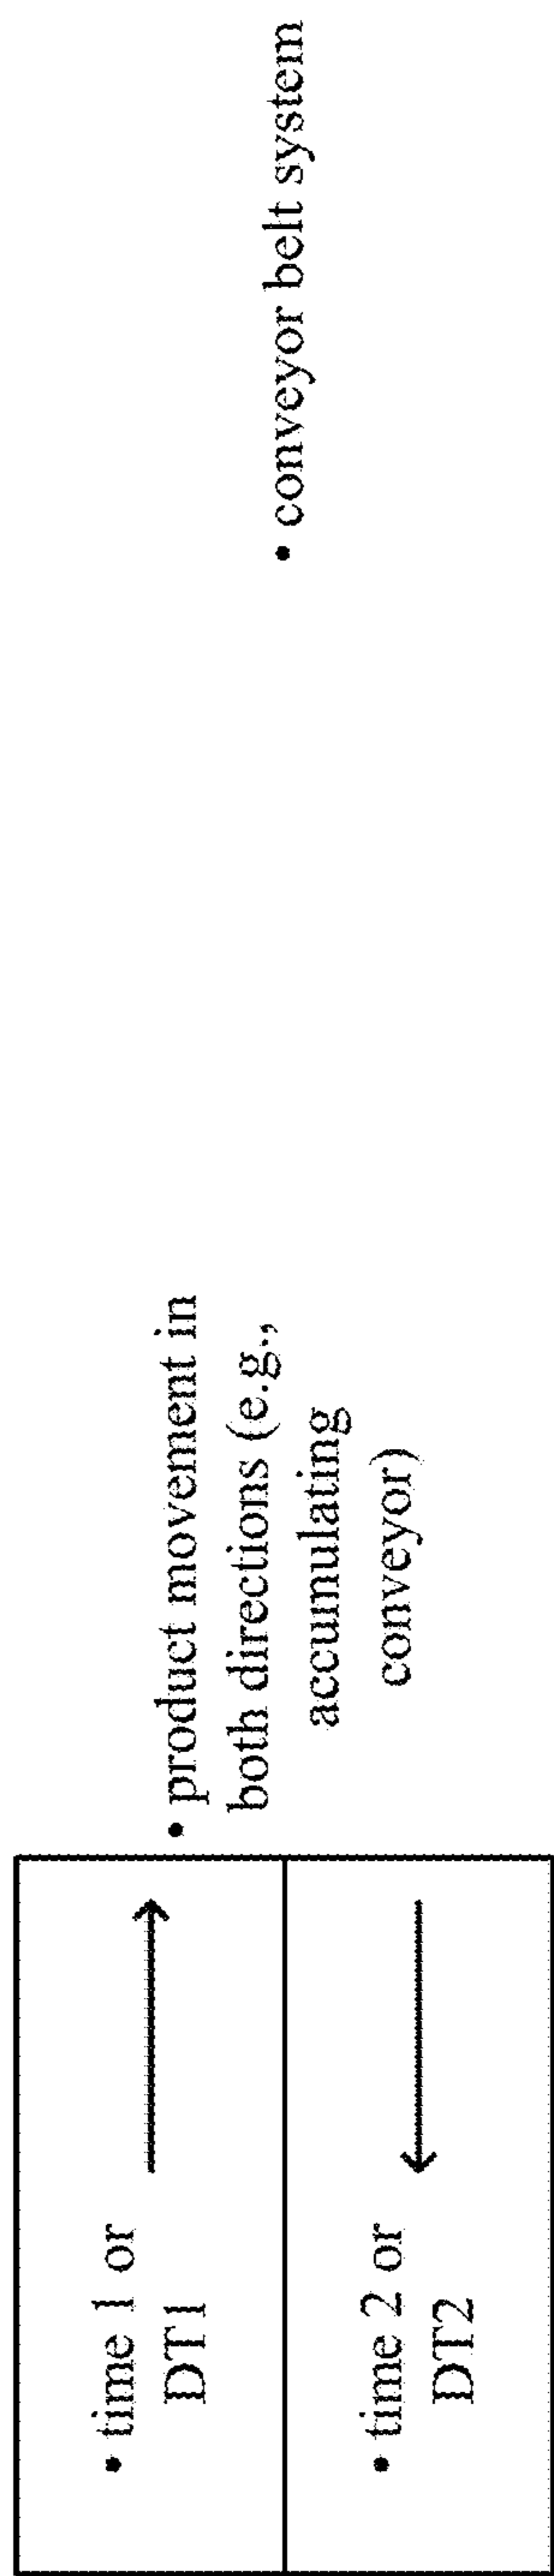 • time 1 or
DT1
• time 2 or
DT2
• product movement in
both directions (e.g.,
accumulating
conveyor)
• conveyor belt system